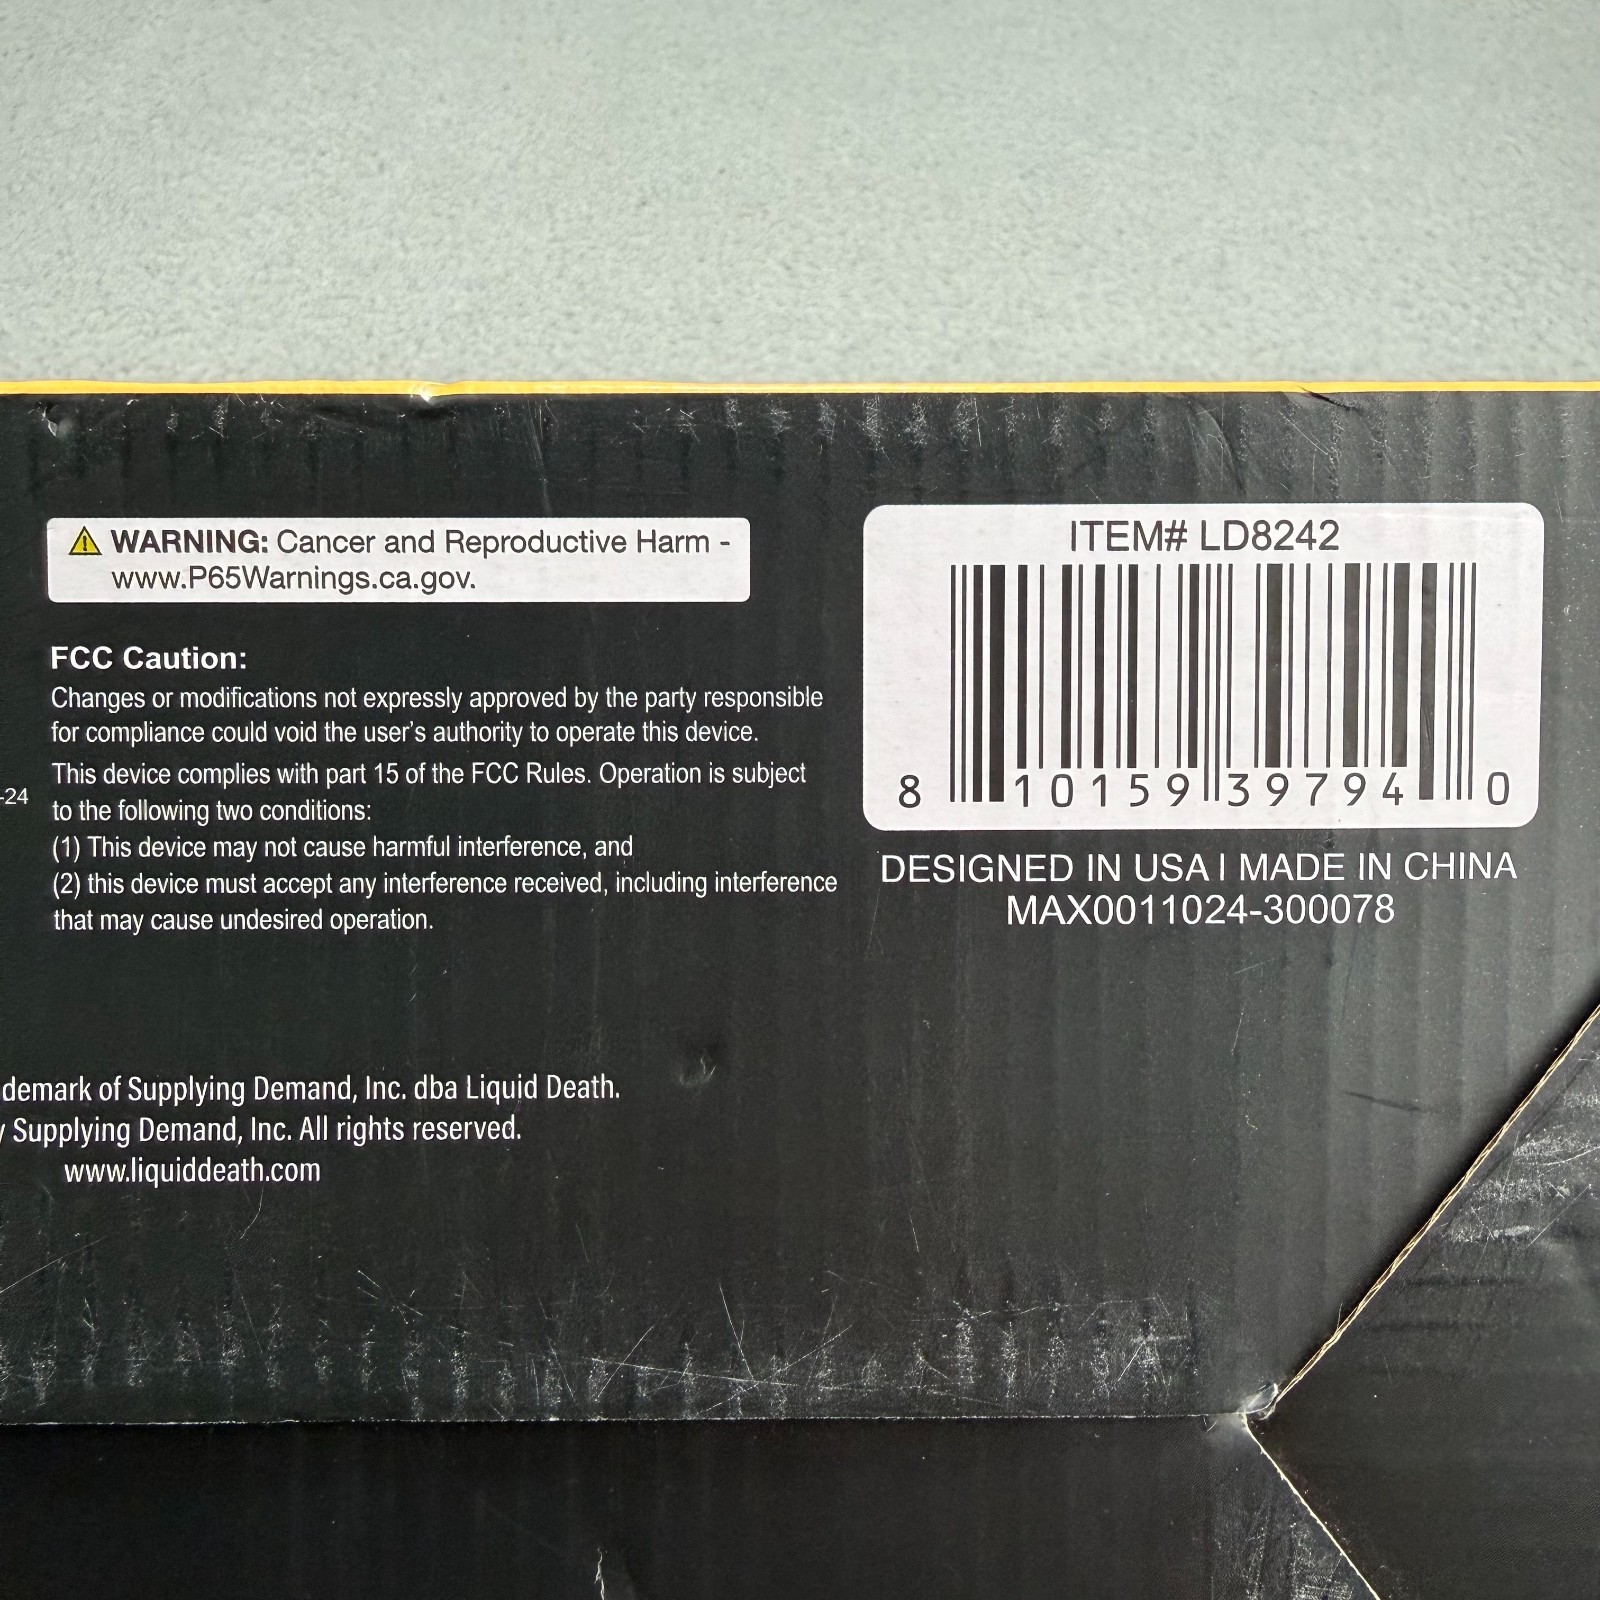 WARNING: Cancer and Reproductive Harm -
www.P65Warnings.ca.gov.
FCC Caution:
Changes or modifications not expressly approved by the party responsible
for compliance could void the user's authority to operate this device.
This device complies with part 15 of the FCC Rules. Operation is subject
to the following two conditions:
(1) This device may not cause harmful interference, and
(2) this device must accept any interference received, including interference
that may cause undesired operation.
-24
ITEM# LD8242
8 10159 39794 0
DESIGNED IN USA | MADE IN CHINA
MAX0011024-300078
of Supplying Demand, Inc. dba Liquid Death.
Supplying Demand, Inc. All rights reserved.
www.liquiddeath.com